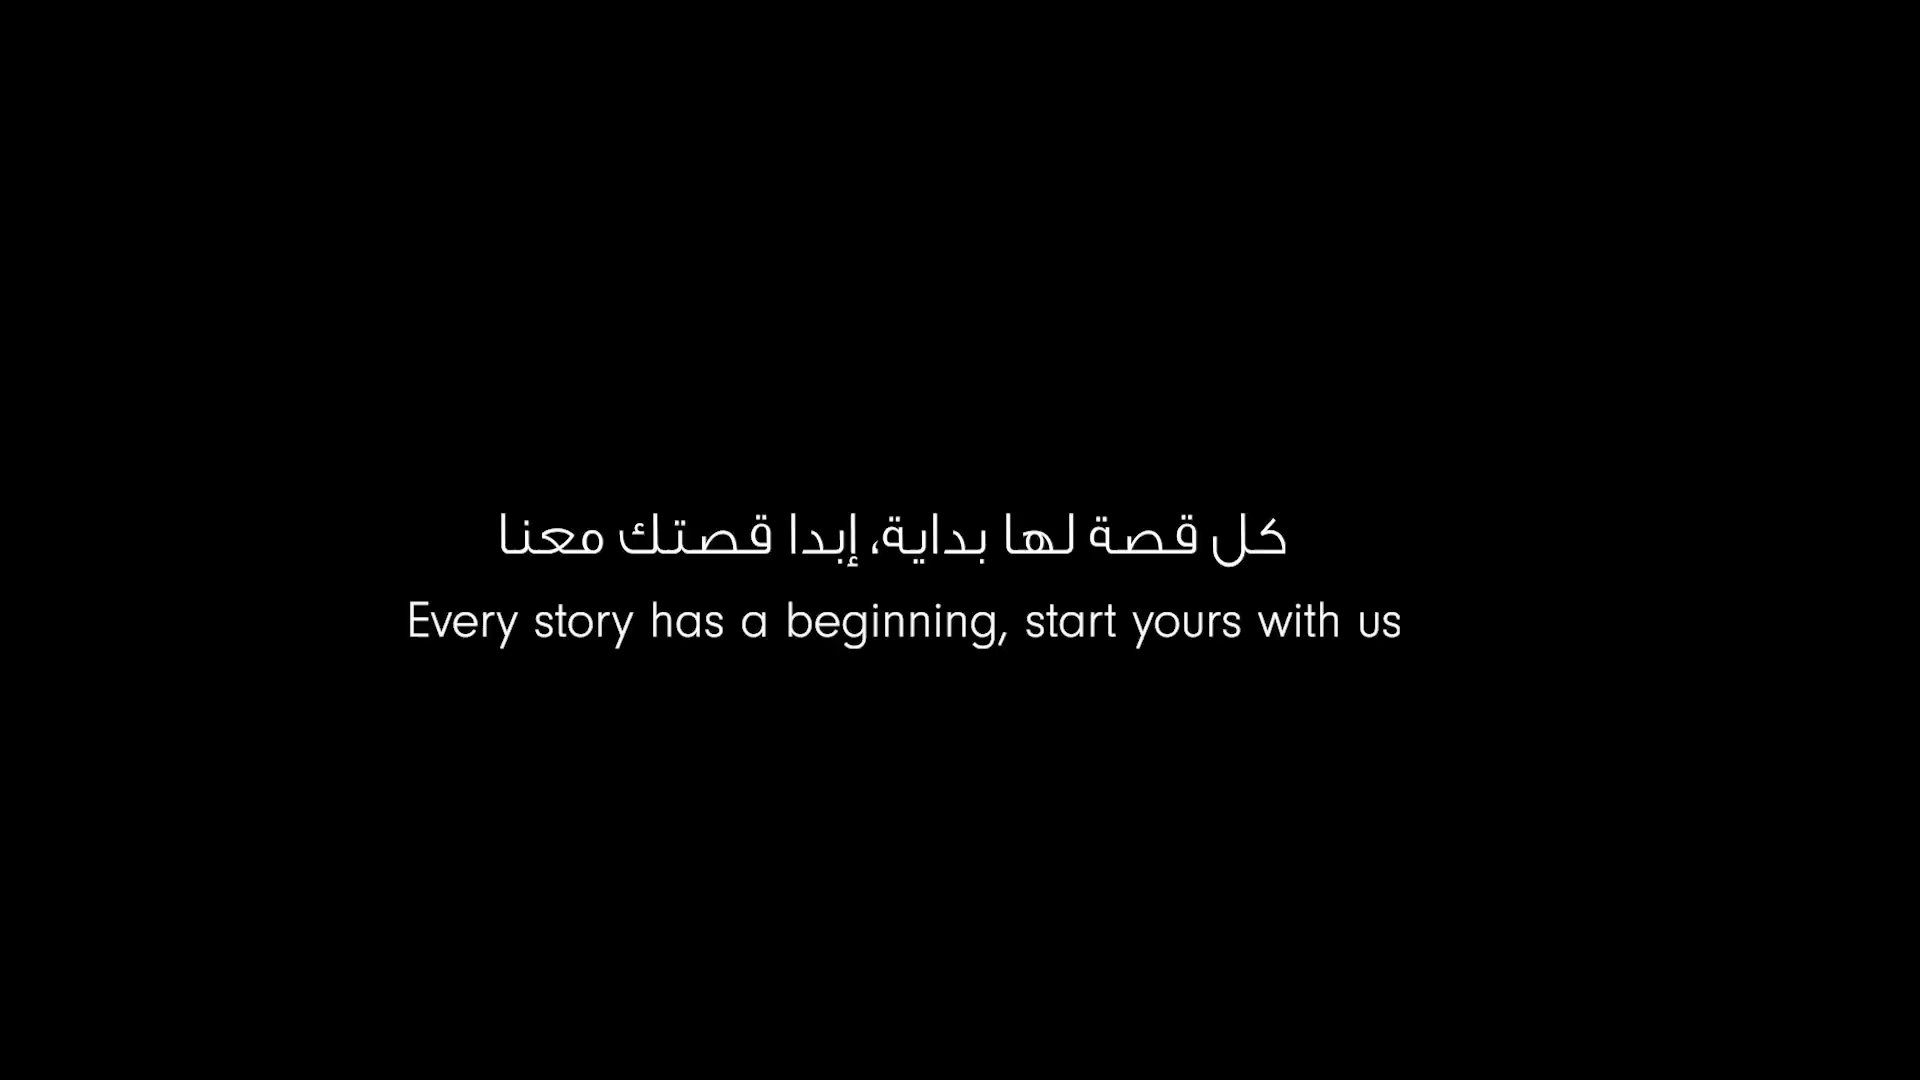 كل قصة لها بداية، إبدا قصتك معنا
Every story has a beginning, start yours with us